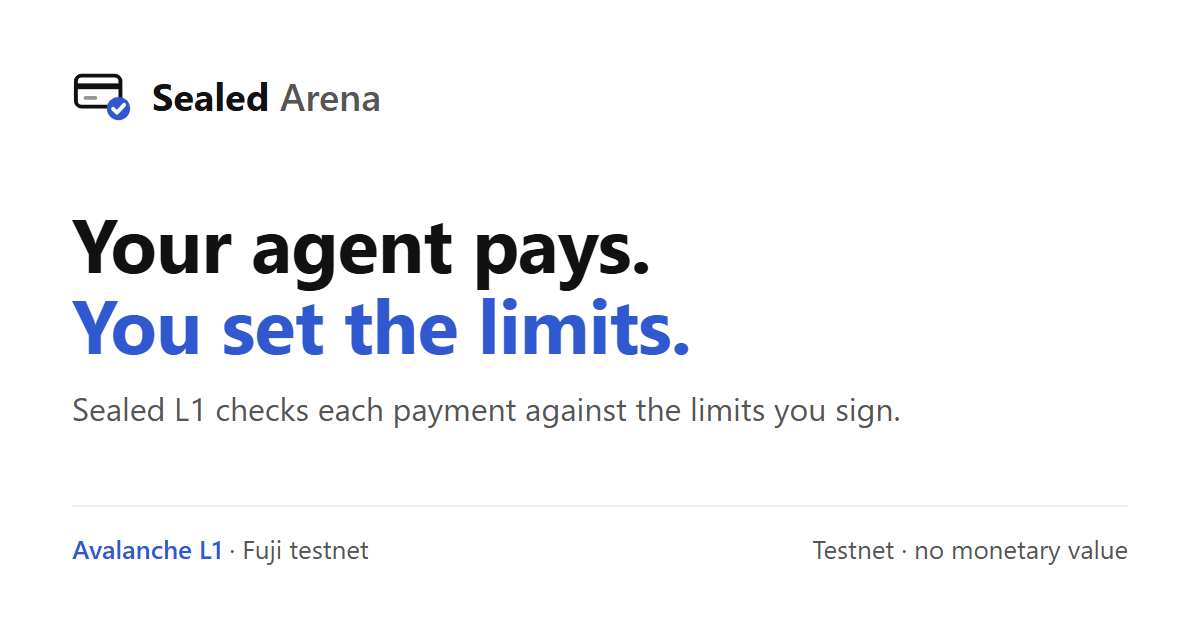 Sealed Arena
Your agent pays.
You set the limits.
Sealed L1 checks each payment against the limits you sign.
Avalanche L1 · Fuji testnet
Testnet · no monetary value